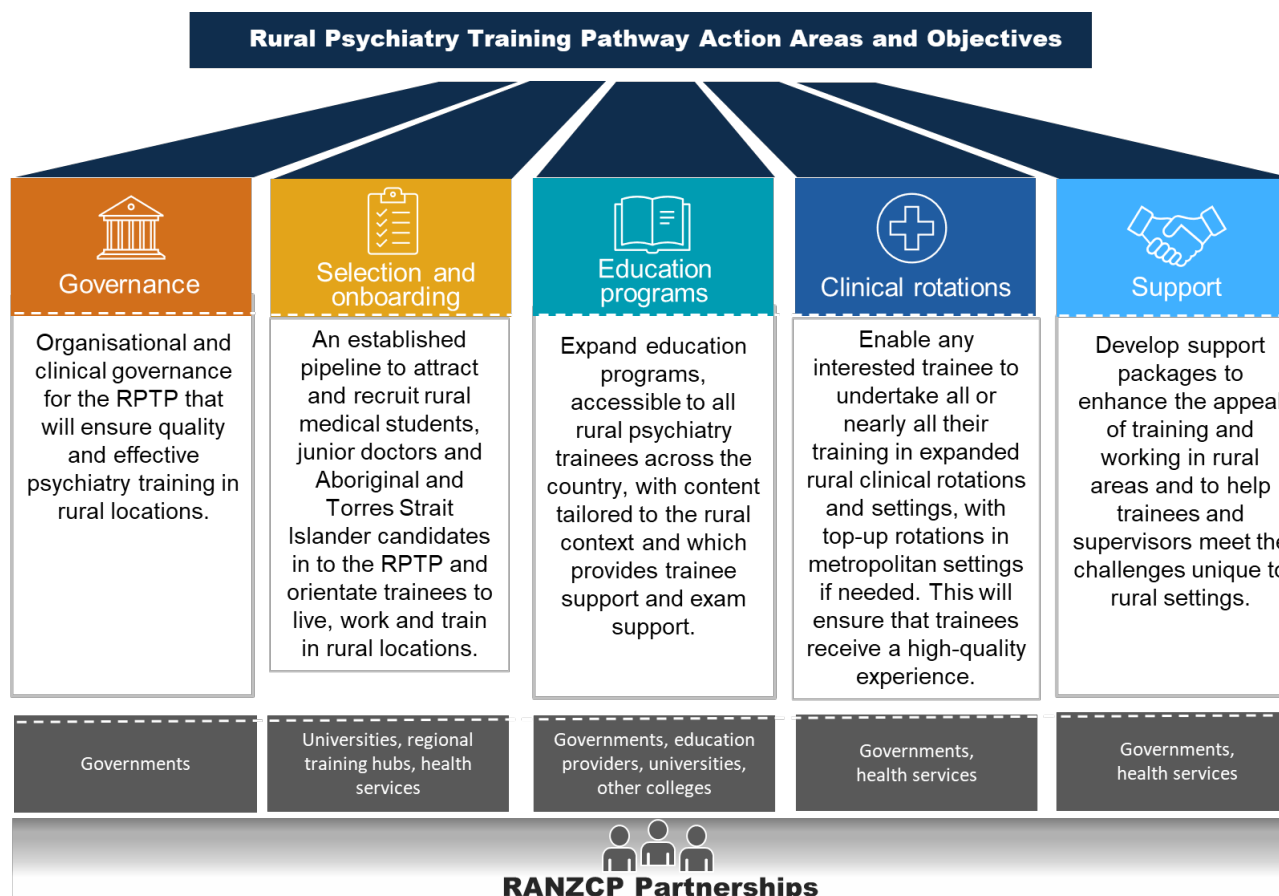 Rural Psychiatry Training Pathway Action Areas and Objectives
Governance
Organisational and
clinical governance
for the RPTP that
will ensure quality
and effective
psychiatry training in
rural locations.
Governments
Selection and
onboarding
An established
pipeline to attract
and recruit rural
medical students,
junior doctors and
Aboriginal and
Torres Strait
Islander candidates
in to the RPTP and
orientate trainees to
live, work and train
in rural locations.
Universities, regional
training hubs, health
services
Education
programs
Expand education
programs,
accessible to all
rural psychiatry
trainees across the
country, with content
tailored to the rural
context and which
provides trainee
support and exam
support.
Governments, education
providers, universities,
other colleges
Clinical rotations
Enable any
interested trainee to
undertake all or
nearly all their
training in expanded
rural clinical rotations
and settings, with
top-up rotations in
metropolitan settings
if needed. This will
ensure that trainees
receive a high-quality
experience.
Governments,
health services
Support
Develop support
packages to
enhance the appeal
of training and
working in rural
areas and to help
trainees and
supervisors meet the
challenges unique to
rural settings.
Governments,
health services
RANZCP Partnerships